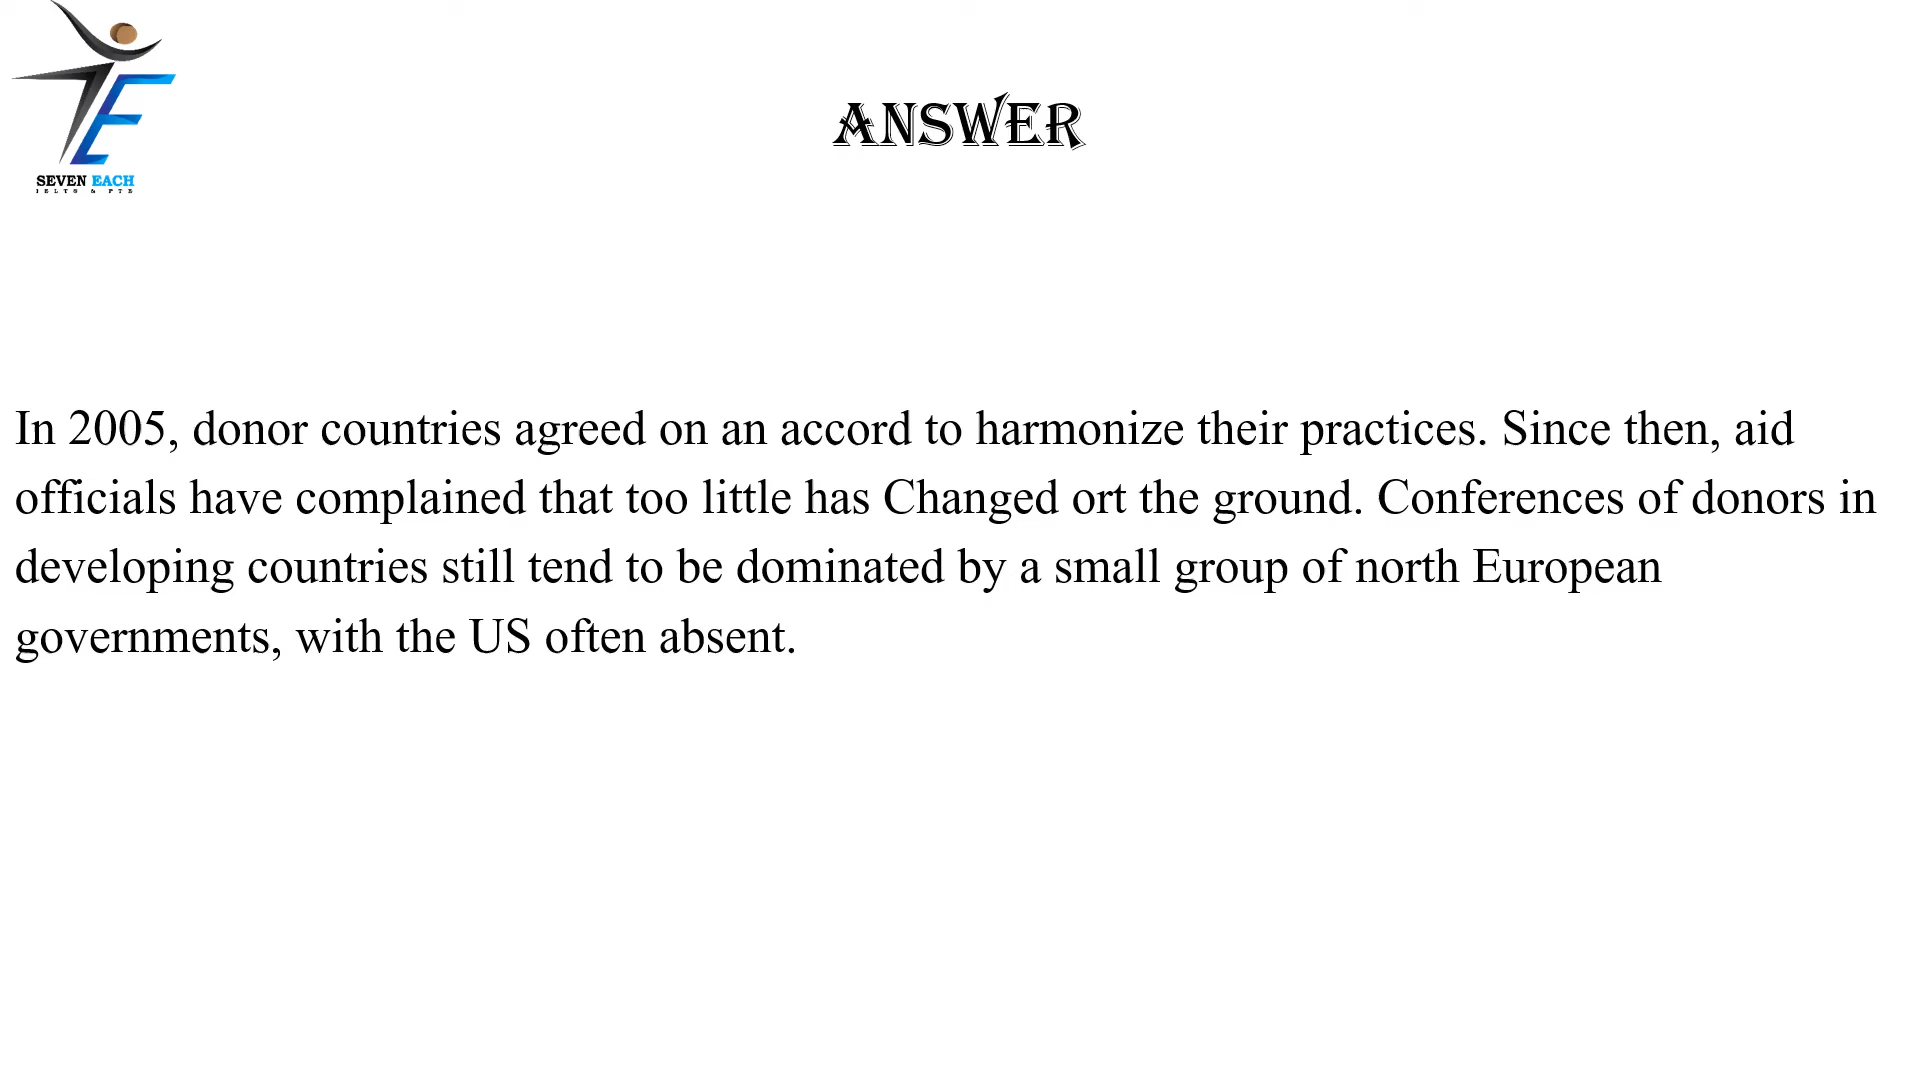 SEVEN EACH
IELTS & PTE
ANSWER
In 2005, donor countries agreed on an accord to harmonize their practices. Since then, aid
officials have complained that too little has Changed ort the ground. Conferences of donors in
developing countries still tend to be dominated by a small group of north European
governments, with the US often absent.